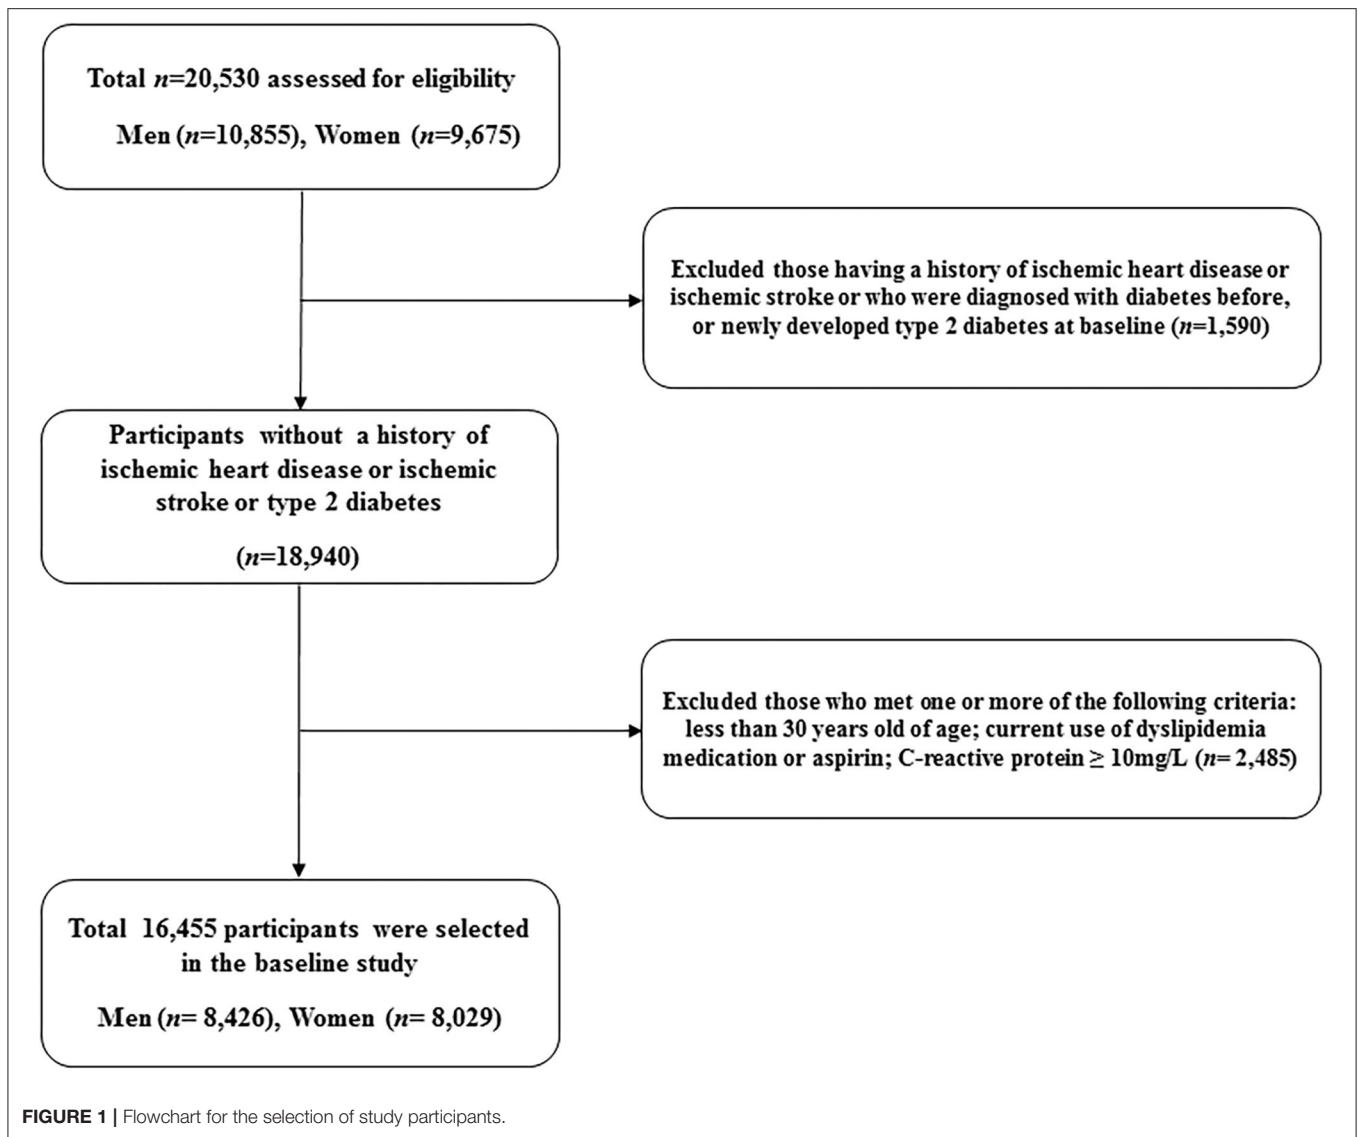 Total n=20,530 assessed for eligibility
Men (n=10,855), Women (n=9,675)
Excluded those having a history of ischemic heart disease or
ischemic stroke or who were diagnosed with diabetes before,
or newly developed type 2 diabetes at baseline (n=1,590)
Participants without a history of
ischemic heart disease or ischemic
stroke or type 2 diabetes
(n=18,940)
Excluded those who met one or more of the following criteria:
less than 30 years old of age; current use of dyslipidemia
medication or aspirin; C-reactive protein ≥ 10mg/L (n= 2,485)
Total 16,455 participants were selected
in the baseline study
Men (n= 8,426), Women (n= 8,029)
FIGURE 1 | Flowchart for the selection of study participants.